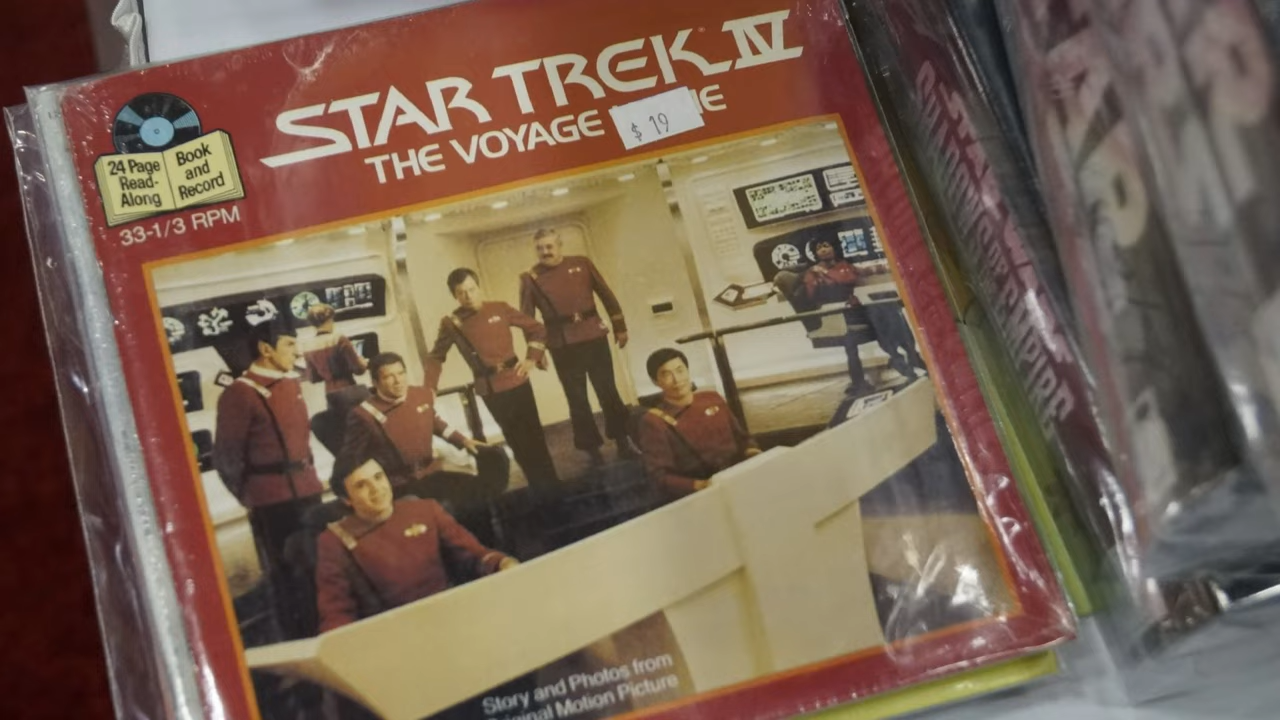 STAR TREK IV
THE VOYAGE
$19
24 Page
Read-
Along
Book
and
Record
33-1/3 RPM
Story and Photos from
Motion Picture